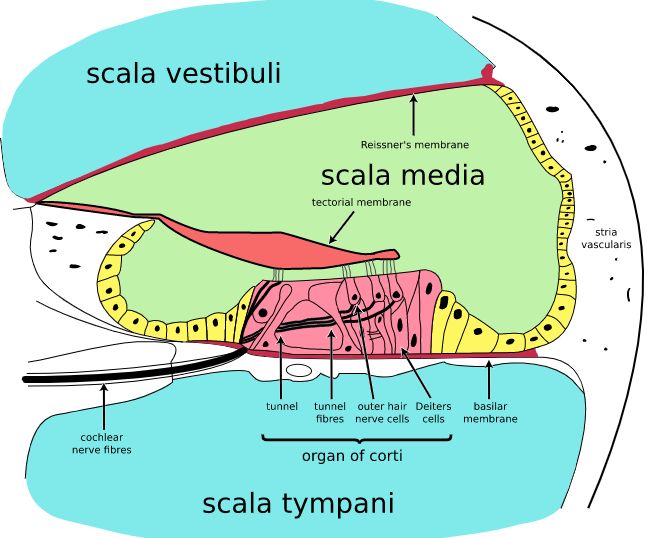 scala vestibuli
Reissner's membrane
scala media
tectorial membrane
stria
vascularis
tunnel
tunnel
fibres
outer hair
nerve cells
Deiters
cells
basilar
membrane
cochlear
nerve fibres
organ of corti
scala tympani